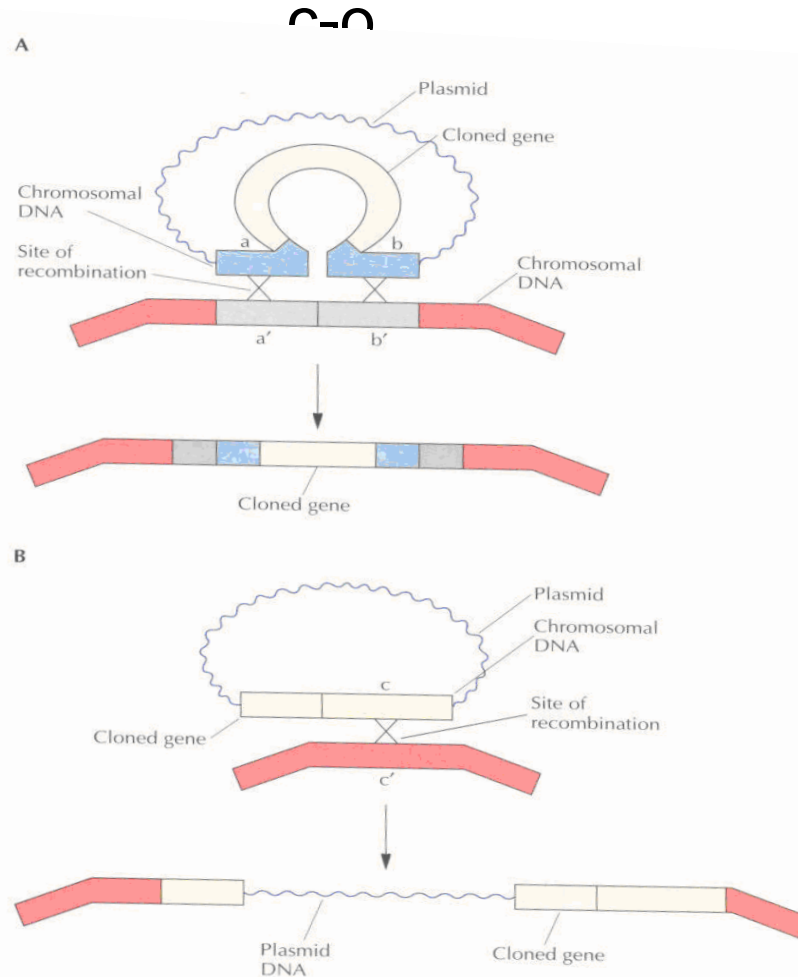 A
Plasmid
Cloned gene
Chromosomal
DNA
a
b
Site of
recombination
Chromosomal
DNA
a′
b′
Cloned gene
B
Plasmid
Chromosomal
DNA
c
Site of
recombination
Cloned gene
c′
Plasmid
DNA
Cloned gene